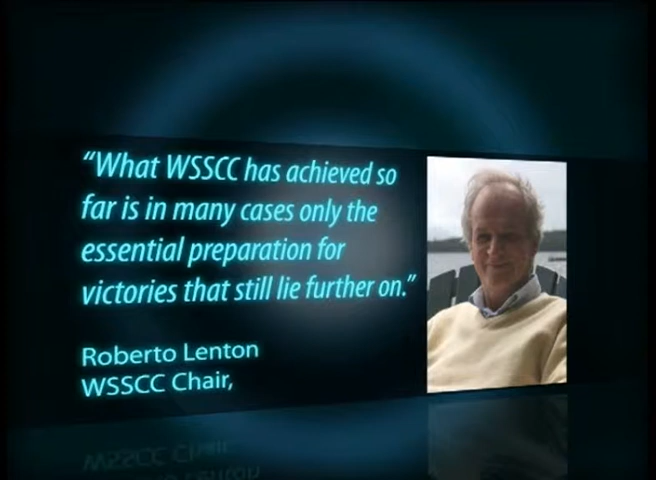 “What WSSCC has achieved so
far is in many cases only the
essential preparation for
victories that still lie further on.”
Roberto Lenton
WSSCC Chair,